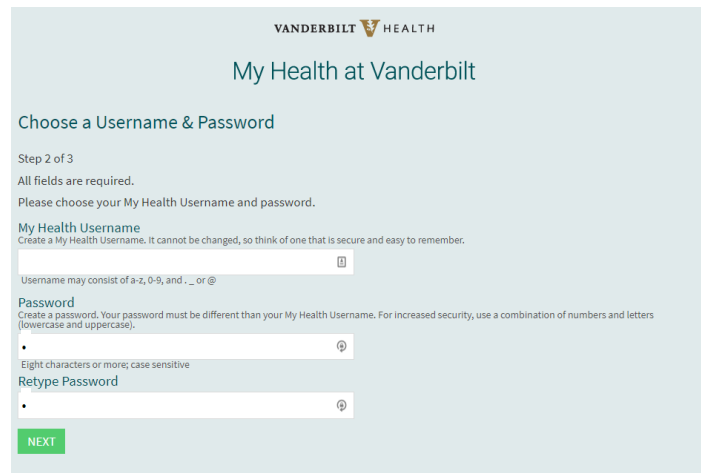 VANDERBILT V HEALTH
My Health at Vanderbilt
Choose a Username & Password
Step 2 of 3
All fields are required.
Please choose your My Health Username and password.
My Health Username
Create a My Health Username. It cannot be changed, so think of one that is secure and easy to remember.
Username may consist of a-z, 0-9, and . _ or @
Password
Create a password. Your password must be different than your My Health Username. For increased security, use a combination of numbers and letters
(lowercase and uppercase).
Eight characters or more; case sensitive
Retype Password
NEXT